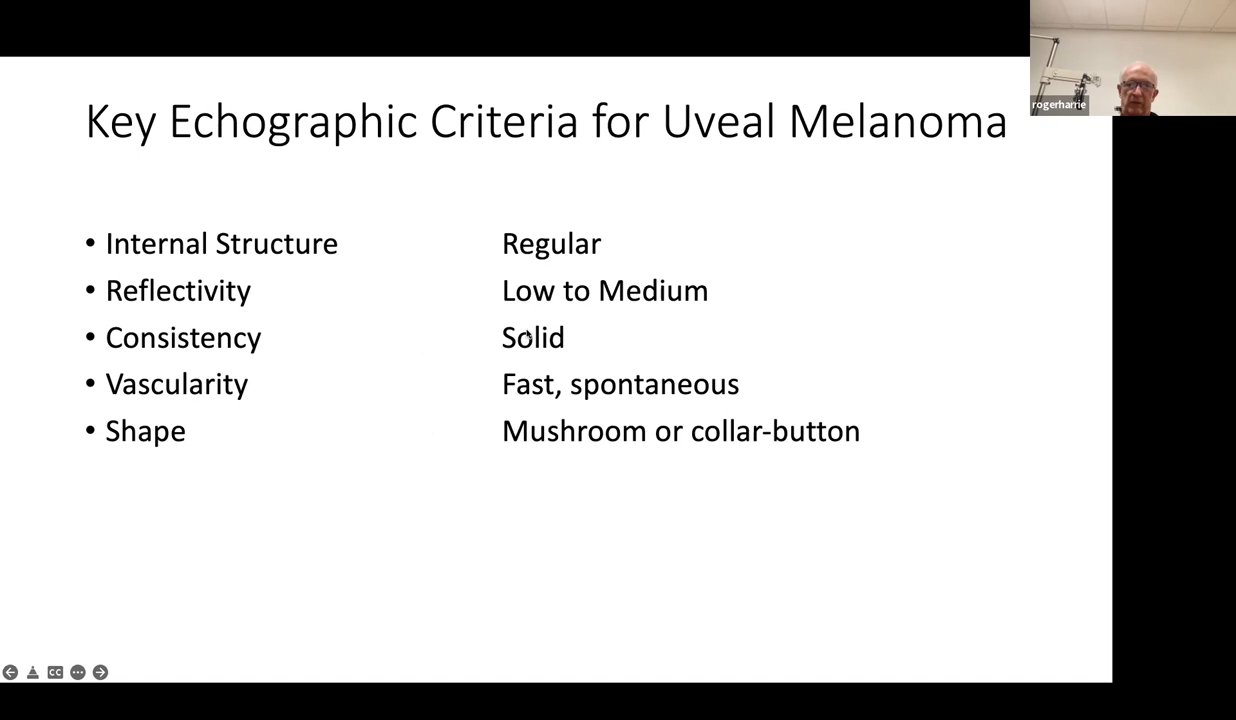 Key Echographic Criteria for Uveal Melanoma
rogerharrie
• Internal Structure Regular
• Reflectivity Low to Medium
• Consistency Solid
• Vascularity Fast, spontaneous
• Shape Mushroom or collar-button
CC